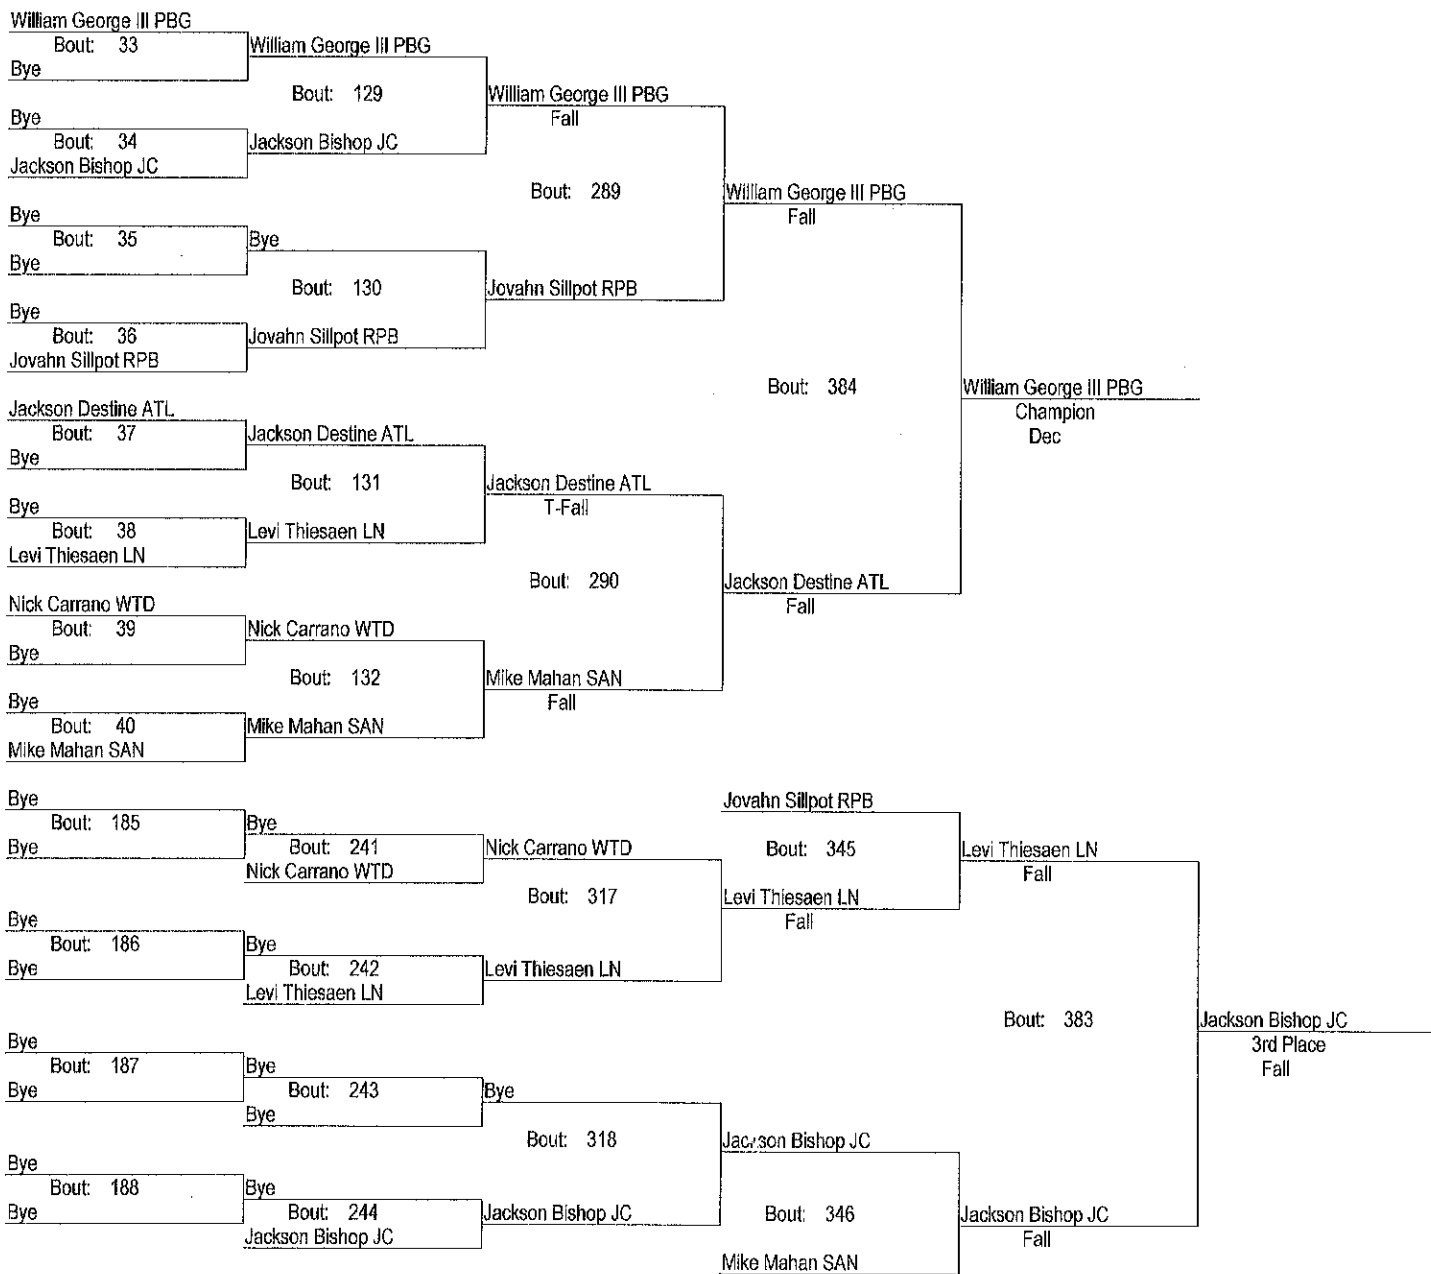 William George III PBG
Bout: 33
Bye
William George III PBG
Bout: 129
Bye
Bout: 34
Jackson Bishop JC
Jackson Bishop JC
William George III PBG
Fall
Bout: 289
Bye
Bout: 35
Bye
Bye
Bout: 130
Bye
Bout: 36
Jovahn Sillpot RPB
Jovahn Sillpot RPB
Jovahn Sillpot RPB
William George III PBG
Fall
Bout: 384
Jackson Destine ATL
Bout: 37
Bye
Jackson Destine ATL
Bout: 131
Bye
Bout: 38
Levi Thiesaen LN
Levi Thiesaen LN
Jackson Destine ATL
T-Fall
Bout: 290
Nick Carrano WTD
Bout: 39
Bye
Nick Carrano WTD
Bout: 132
Bye
Bout: 40
Mike Mahan SAN
Mike Mahan SAN
Mike Mahan SAN
Fall
Jackson Destine ATL
Fall
William George III PBG
Champion
Dec
Bye
Bout: 185
Bye
Bye
Bout: 241
Nick Carrano WTD
Nick Carrano WTD
Bout: 317
Bye
Bout: 186
Bye
Bye
Bout: 242
Levi Thiesaen LN
Levi Thiesaen LN
Jovahn Sillpot RPB
Bout: 345
Levi Thiesaen LN
Fall
Levi Thiesaen LN
Fall
Bout: 383
Bye
Bout: 187
Bye
Bye
Bout: 243
Bye
Bye
Bout: 318
Bye
Bout: 188
Bye
Bye
Bout: 244
Jackson Bishop JC
Jackson Bishop JC
Jackson Bishop JC
Bout: 346
Mike Mahan SAN
Jackson Bishop JC
Fall
Jackson Bishop JC
3rd Place
Fall